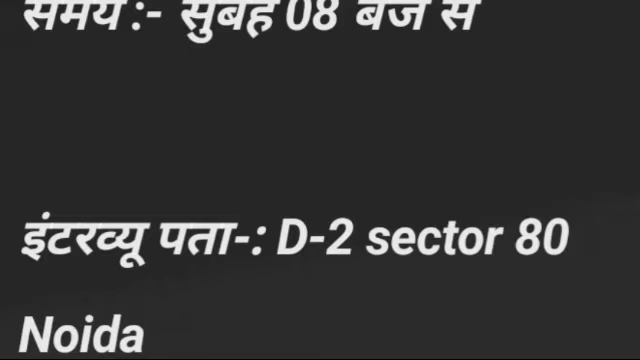 समय :- सुबह 08 बजे से
इंटरव्यू पता-: D-2 sector 80
Noida